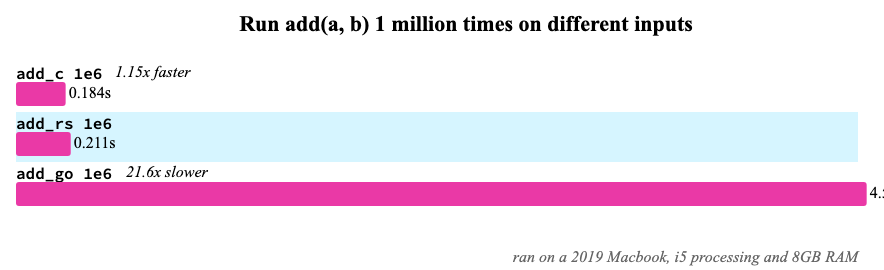 Run add(a, b) 1 million times on different inputs
add_c 1e6 1.15x faster
0.184s
add_rs 1e6
0.211s
add_go 1e6 21.6x slower
4.
ran on a 2019 Macbook, i5 processing and 8GB RAM